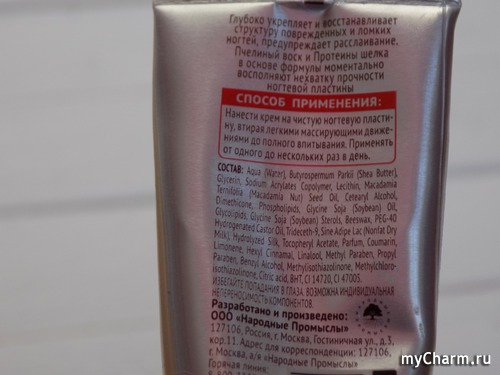 Глубоко укрепляет и восстанавливает
структуру поврежденных и ломких
ногтей, предупреждает расслаивание.
Пчелиный воск и Протеины шелка
в основе формулы моментально
восполняют нехватку прочности
ногтевой пластины
СПОСОБ ПРИМЕНЕНИЯ:
Нанести крем на чистую ногтевую пласти-
ну, втирая легкими массирующими движе-
ниями до полного впитывания. Применять
от одного до нескольких раз в день.
СОСТАВ: Aqua (Water), Butyrospermum Parkii (Shea Butter),
Glycerin, Sodium Acrylates Copolymer, Lecithin, Macadamia
Ternifolia (Macadamia Nut) Seed Oil, Cetearyl Alcohol,
Dimethicone, Phospholipids, Glycine Soja (Soybean) Oil,
Glycolipids, Glycine Soja (Soybean) Sterols, Beeswax, PEG-40
Hydrogenated Castor Oil, Trideceth-9, Sine Adipe Lac (Nonfat Dry
Milk), Hydrolyzed Silk, Tocopheryl Acetate, Parfum, Coumarin,
Limonene, Hexyl Cinnamal, Linalool, Methyl Paraben, Propyl
Paraben, Benzyl Alcohol, Methylisothiazolinone, Methylchloro-
isothiazolinone, Citric acid, BHT, CI 14720, CI 47005.
ИЗБЕГАЙТЕ ПОПАДАНИЯ В ГЛАЗА. ВОЗМОЖНА ИНДИВИДУАЛЬНАЯ
НЕПЕРЕНОСИМОСТЬ КОМПОНЕНТОВ.
Разработано и произведено:
ООО «Народные Промыслы»
127106, Россия, г. Москва, Гостиничная ул., д.3,
кор.11. Адрес для корреспонденции: 127106,
г. Москва, а/я «Народные Промыслы»
Горячая линия:
myCharm.ru